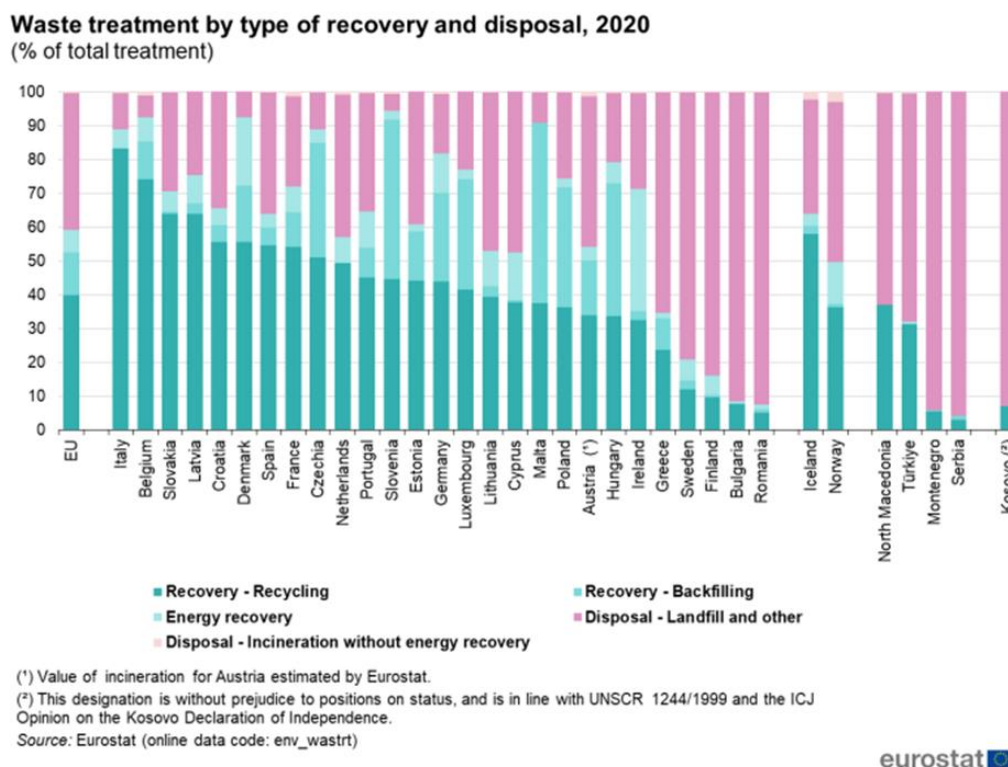 Waste treatment by type of recovery and disposal, 2020
(% of total treatment)
100
90
80
70
60
50
40
30
20
10
0
EU
Italy
Belgium
Slovakia
Latvia
Croatia
Denmark
Spain
France
Czechia
Netherlands
Portugal
Slovenia
Estonia
Germany
Luxembourg
Lithuania
Cyprus
Malta
Poland
Austria (¹)
Hungary
Ireland
Greece
Sweden
Finland
Bulgaria
Romania
Iceland
Norway
North Macedonia
Türkiye
Montenegro
Serbia
Recovery - Recycling
Recovery - Backfilling
Energy recovery
Disposal - Landfill and other
Disposal - Incineration without energy recovery
(¹) Value of incineration for Austria estimated by Eurostat.
(²) This designation is without prejudice to positions on status, and is in line with UNSCR 1244/1999 and the ICJ
Opinion on the Kosovo Declaration of Independence.
Source: Eurostat (online data code: env_wastrt)
eurostat